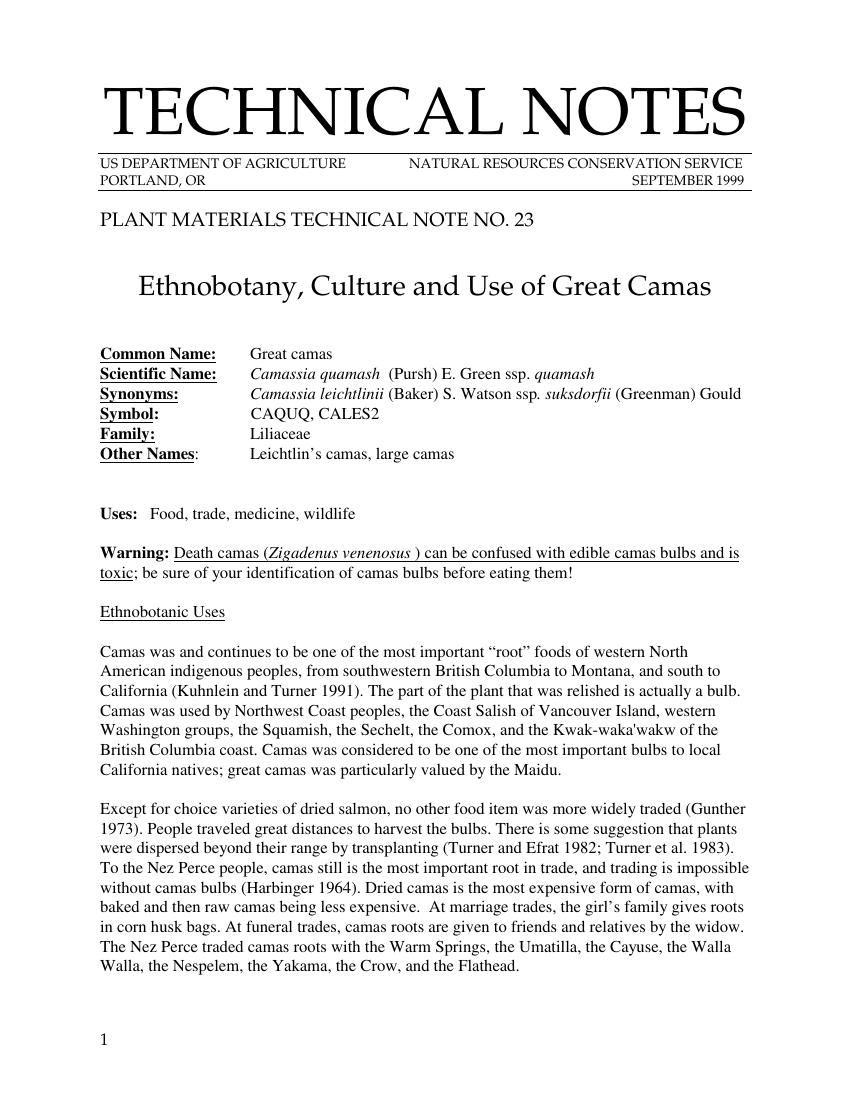 TECHNICAL NOTES
US DEPARTMENT OF AGRICULTURE NATURAL RESOURCES CONSERVATION SERVICE
PORTLAND, OR SEPTEMBER 1999
PLANT MATERIALS TECHNICAL NOTE NO. 23
Ethnobotany, Culture and Use of Great Camas
Common Name: Great camas
Scientific Name: Camassia quamash (Pursh) E. Green ssp. quamash
Synonyms: Camassia leichtlinii (Baker) S. Watson ssp. suksdorfii (Greenman) Gould
Symbol: CAQUQ, CALES2
Family: Liliaceae
Other Names: Leichtlin's camas, large camas
Uses: Food, trade, medicine, wildlife
Warning: Death camas (Zigadenus venenosus ) can be confused with edible camas bulbs and is
toxic; be sure of your identification of camas bulbs before eating them!
Ethnobotanic Uses
Camas was and continues to be one of the most important “root” foods of western North
American indigenous peoples, from southwestern British Columbia to Montana, and south to
California (Kuhnlein and Turner 1991). The part of the plant that was relished is actually a bulb.
Camas was used by Northwest Coast peoples, the Coast Salish of Vancouver Island, western
Washington groups, the Squamish, the Sechelt, the Comox, and the Kwak-waka'wakw of the
British Columbia coast. Camas was considered to be one of the most important bulbs to local
California natives; great camas was particularly valued by the Maidu.
Except for choice varieties of dried salmon, no other food item was more widely traded (Gunther
1973). People traveled great distances to harvest the bulbs. There is some suggestion that plants
were dispersed beyond their range by transplanting (Turner and Efrat 1982; Turner et al. 1983).
To the Nez Perce people, camas still is the most important root in trade, and trading is impossible
without camas bulbs (Harbinger 1964). Dried camas is the most expensive form of camas, with
baked and then raw camas being less expensive. At marriage trades, the girl's family gives roots
in corn husk bags. At funeral trades, camas roots are given to friends and relatives by the widow.
The Nez Perce traded camas roots with the Warm Springs, the Umatilla, the Cayuse, the Walla
Walla, the Nespelem, the Yakama, the Crow, and the Flathead.
1